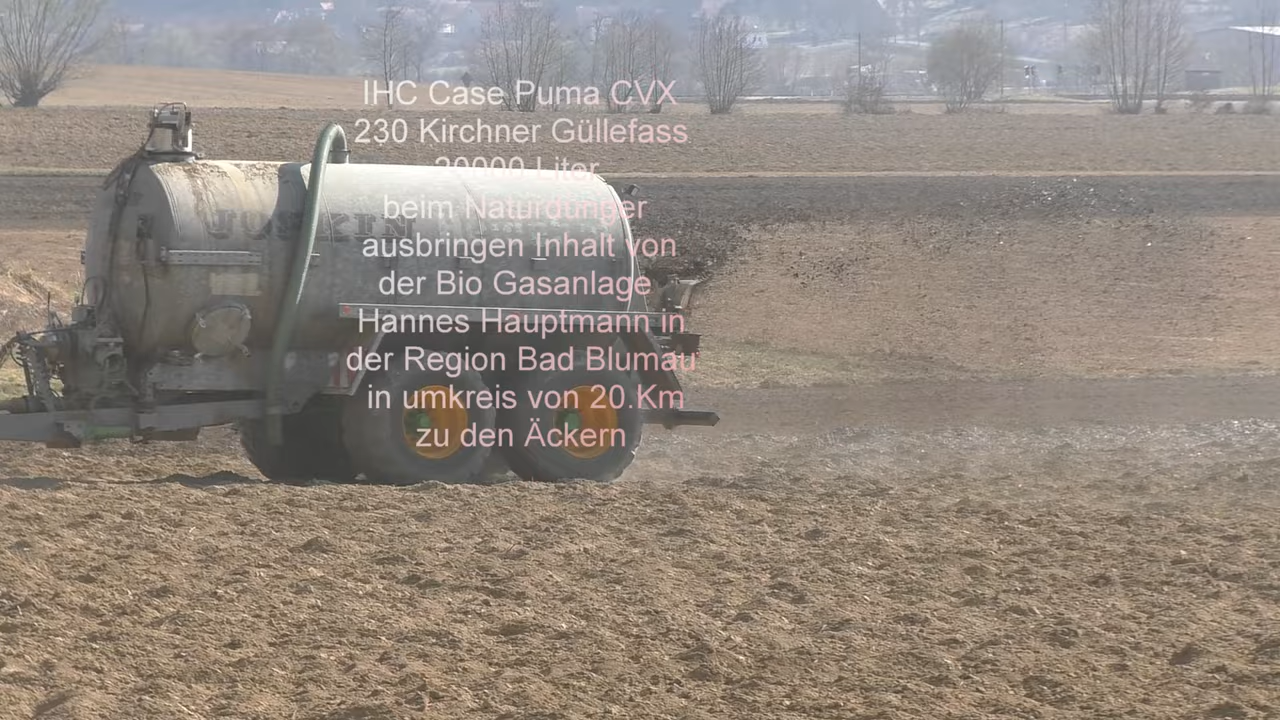 IHC Case Puma CVX
230 Kirchner Güllefass
20000 Liter
beim Naturdünger
ausbringen Inhalt von
der Bio Gasanlage
Hannes Hauptmann in
der Region Bad Blumau
in umkreis von 20.Km
zu den Äckern
JOSKIN